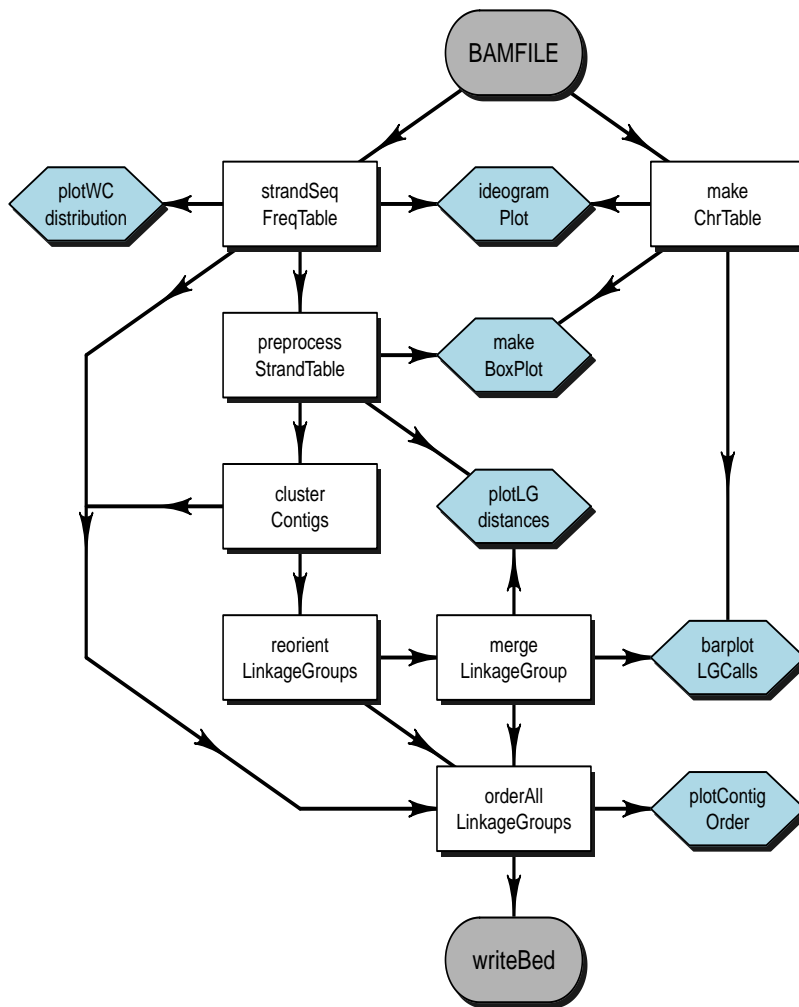 BAMFILE
plotWC
distribution
strandSeq
FreqTable
ideogram
Plot
make
ChrTable
preprocess
StrandTable
make
BoxPlot
cluster
Contigs
plotLG
distances
reorient
LinkageGroups
merge
LinkageGroup
barplot
LGCalls
orderAll
LinkageGroups
plotContig
Order
writeBed